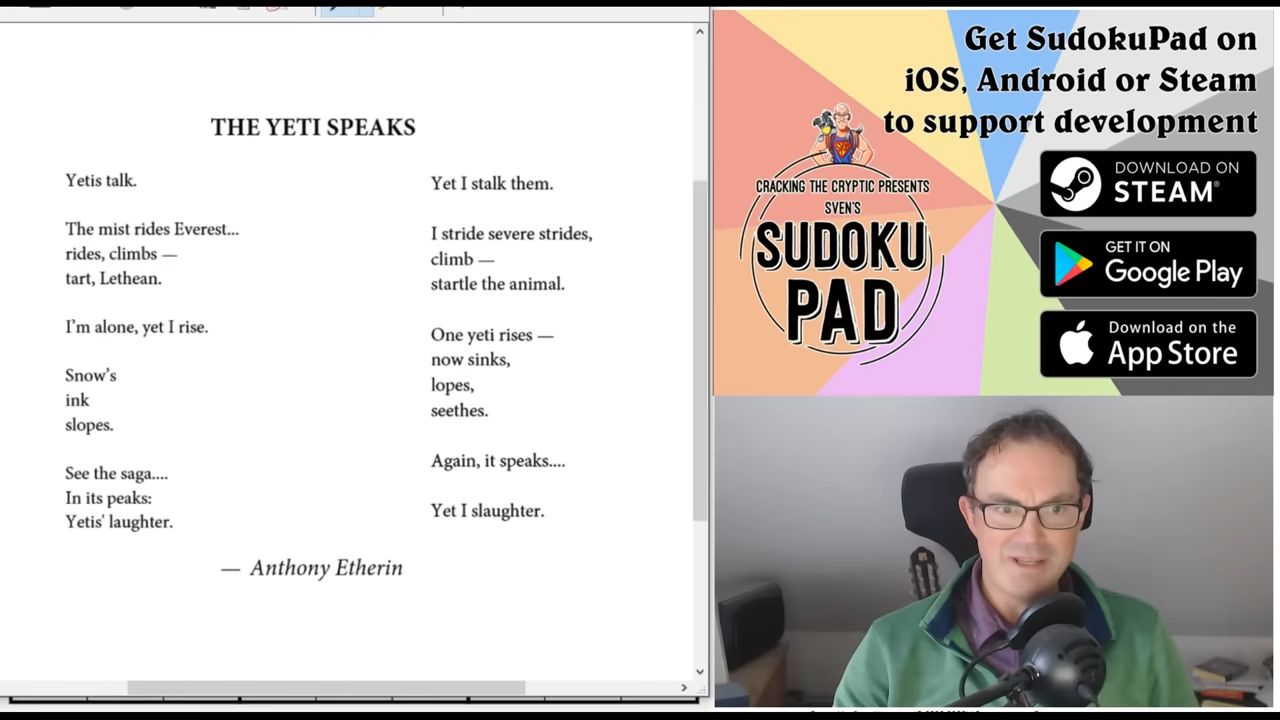 THE YETI SPEAKS
Yetis talk.
The mist rides Everest...
rides, climbs —
tart, Lethean.
I'm alone, yet I rise.
Snow's
ink
slopes.
See the saga....
In its peaks:
Yetis' laughter.
Yet I stalk them.
I stride severe strides,
climb —
startle the animal.
One yeti rises —
now sinks,
lopes,
seethes.
Again, it speaks....
Yet I slaughter.
— Anthony Etherin
Get SudokuPad on
iOS, Android or Steam
to support development
CRACKING THE CRYPTIC PRESENTS
SVEN'S
SUDOKU
PAD
DOWNLOAD ON
STEAM®
GET IT ON
Google Play
Download on the
App Store